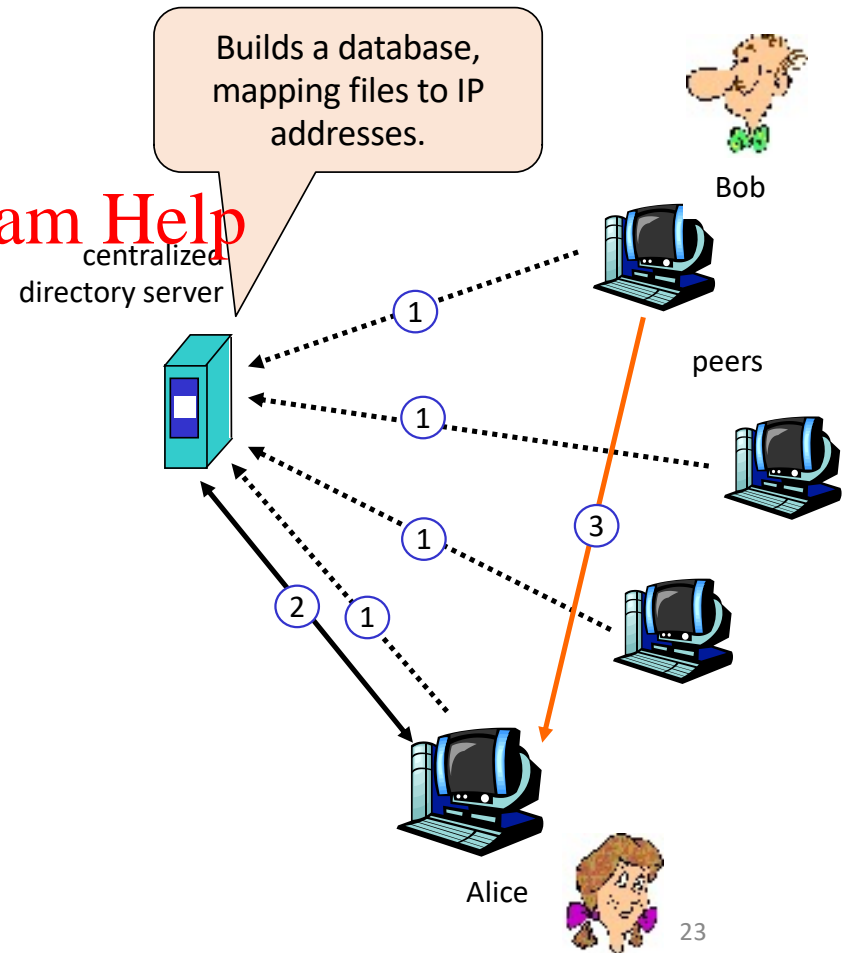 Builds a database,
mapping files to IP
addresses.
Bob
am Help
centralized
directory server
1
peers
1
3
1
2
1
Alice
23